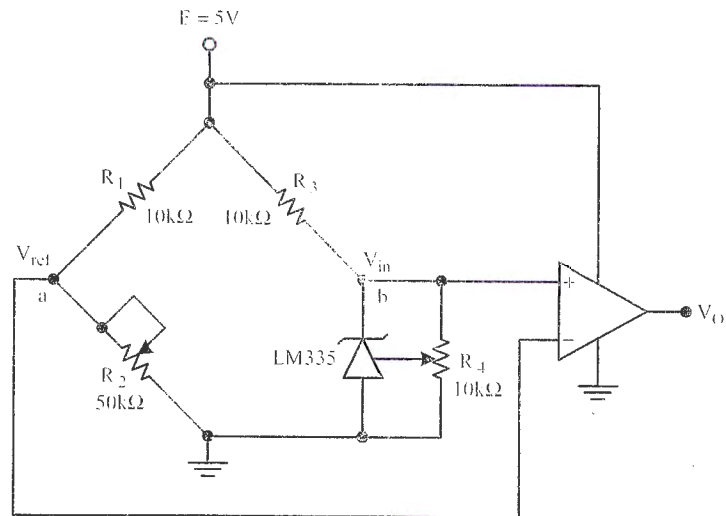 E = 5V
R1
10kΩ
R3
10kΩ
Vref
a
Vin
b
+
−
VO
R2
50kΩ
LM335
R4
10kΩ